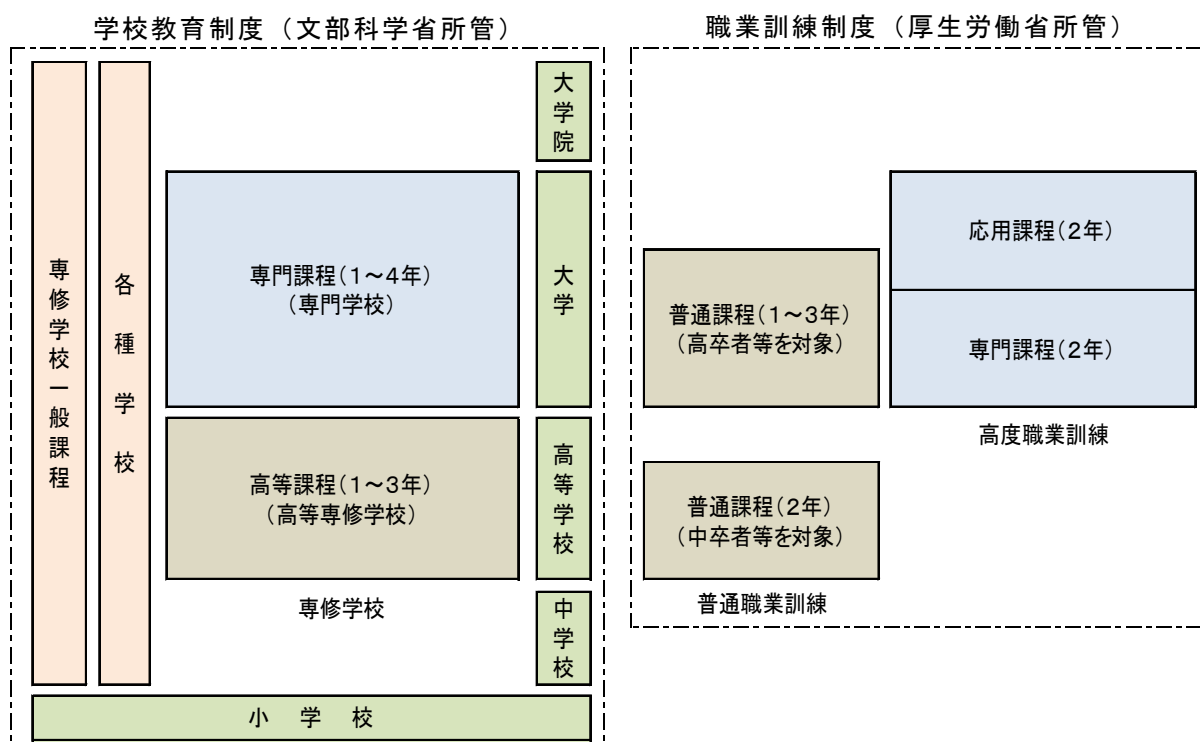 学校教育制度（文部科学省所管）
専修学校一般課程
各種学校
専門課程（1～4年）
（専門学校）
高等課程（1～3年）
（高等専修学校）
専修学校
大学院
大学
高等学校
中学校
小学校
職業訓練制度（厚生労働省所管）
普通課程（1～3年）
（高卒者等を対象）
応用課程（2年）
専門課程（2年）
高度職業訓練
普通課程（2年）
（中卒者等を対象）
普通職業訓練